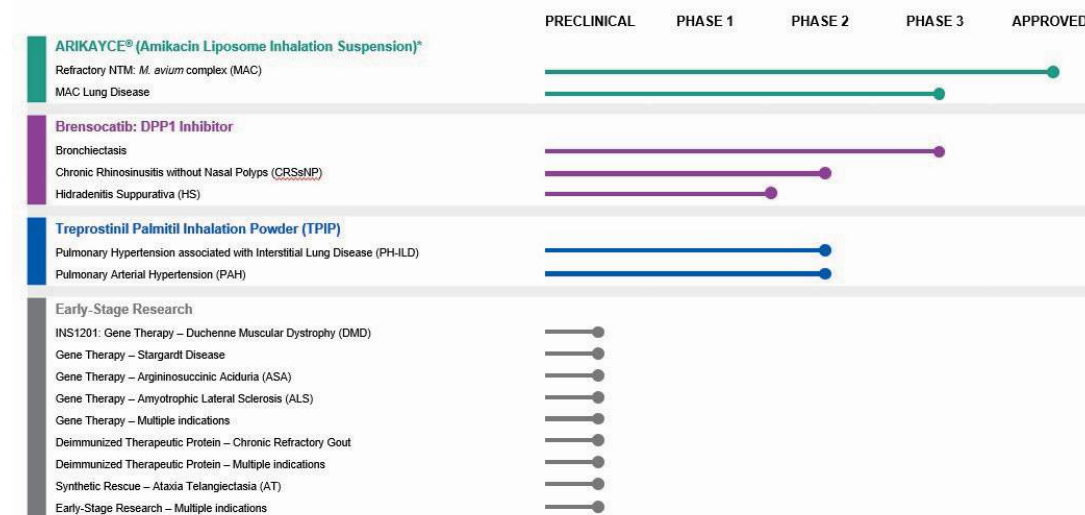 PRECLINICAL PHASE 1 PHASE 2 PHASE 3 APPROVED
ARIKAYCE® (Amikacin Liposome Inhalation Suspension)*
Refractory NTM: M. avium complex (MAC)
MAC Lung Disease
Brensocatib: DPP1 Inhibitor
Bronchiectasis
Chronic Rhinosinusitis without Nasal Polyps (CRSsNP)
Hidradenitis Suppurativa (HS)
Treprostinil Palmitil Inhalation Powder (TPIP)
Pulmonary Hypertension associated with Interstitial Lung Disease (PH-ILD)
Pulmonary Arterial Hypertension (PAH)
Early-Stage Research
INS1201: Gene Therapy – Duchenne Muscular Dystrophy (DMD)
Gene Therapy – Stargardt Disease
Gene Therapy – Argininosuccinic Aciduria (ASA)
Gene Therapy – Amyotrophic Lateral Sclerosis (ALS)
Gene Therapy – Multiple indications
Deimmunized Therapeutic Protein – Chronic Refractory Gout
Deimmunized Therapeutic Protein – Multiple indications
Synthetic Rescue – Ataxia Telangiectasia (AT)
Early-Stage Research – Multiple indications